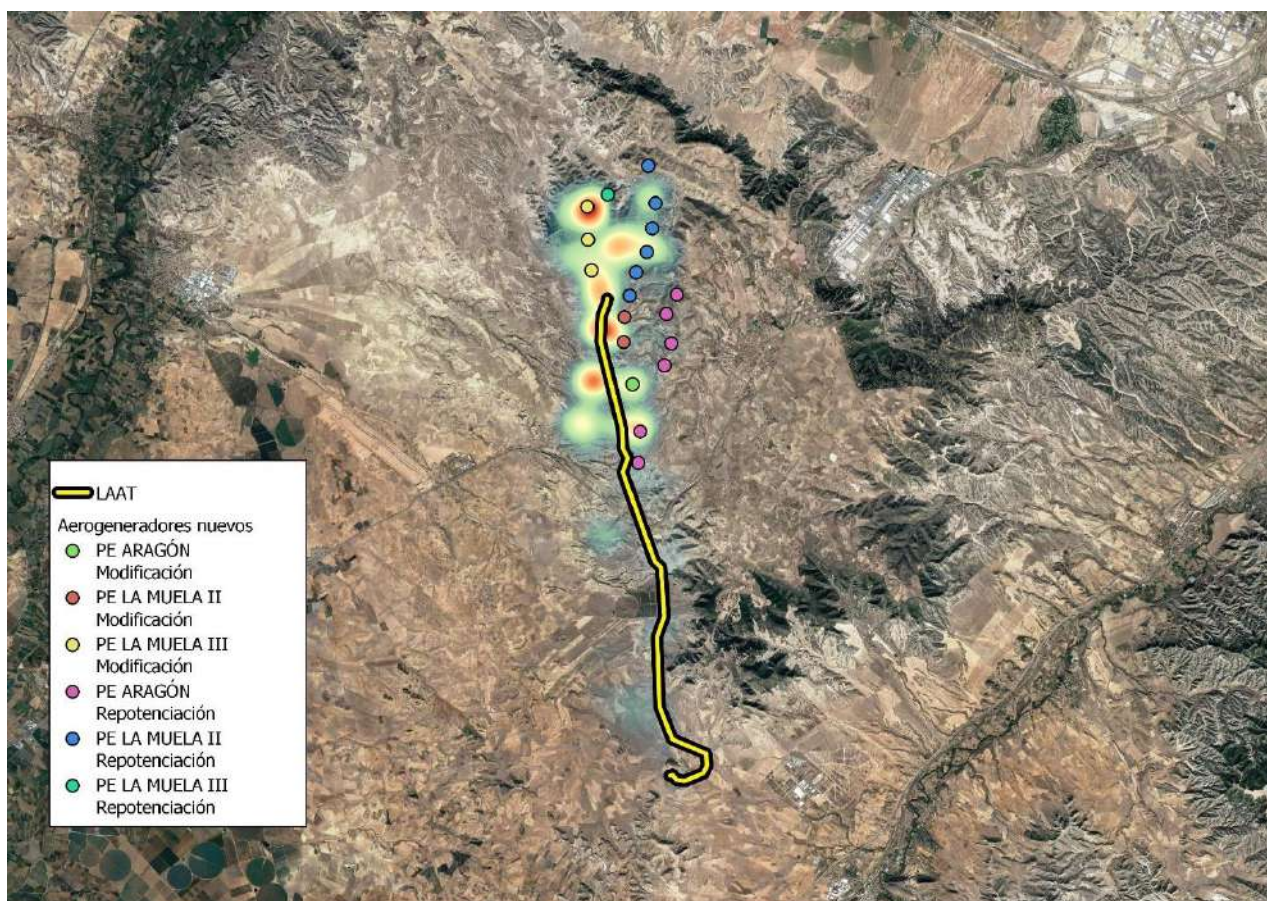 LAAT
Aerogeneradores nuevos
PE ARAGÓN
Modificación
PE LA MUELA II
Modificación
PE LA MUELA III
Modificación
PE ARAGÓN
Repotenciación
PE LA MUELA II
Repotenciación
PE LA MUELA III
Repotenciación